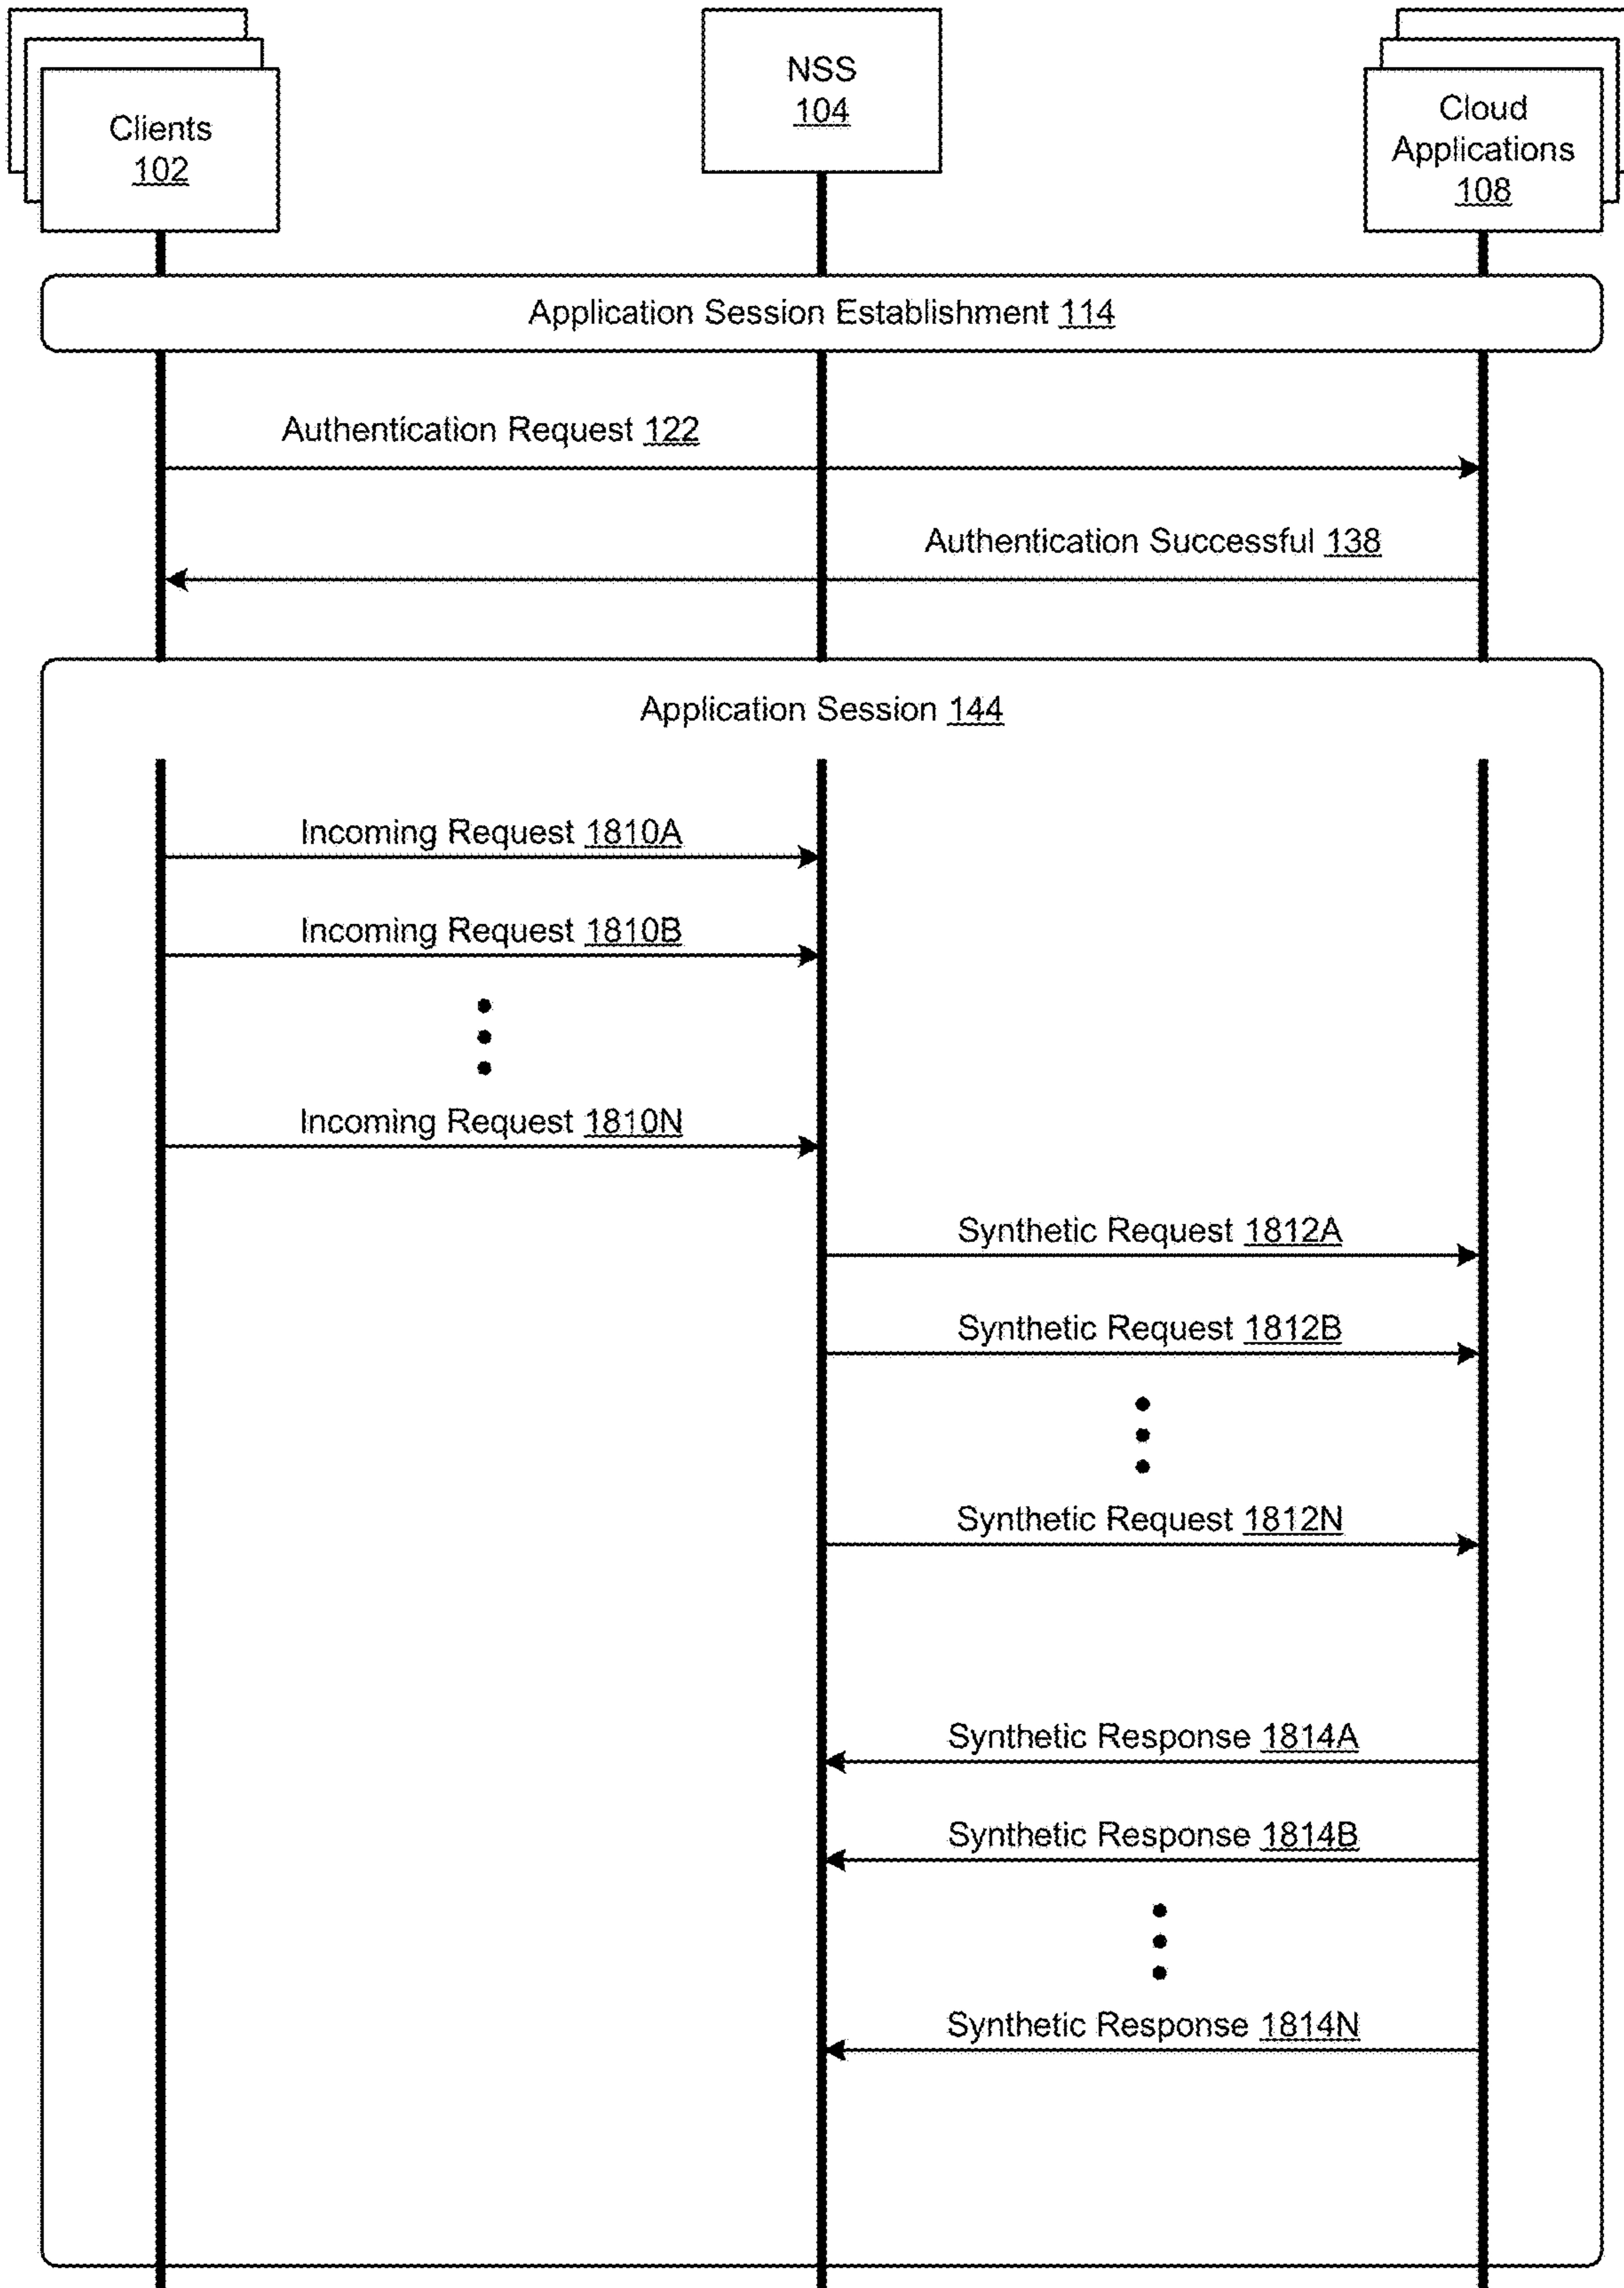 Clients
102
NSS
104
Cloud
Applications
108
Application Session Establishment 114
Authentication Request 122
Authentication Successful 138
Application Session 144
Incoming Request 1810A
Incoming Request 1810B
Incoming Request 1810N
Synthetic Request 1812A
Synthetic Request 1812B
Synthetic Request 1812N
Synthetic Response 1814A
Synthetic Response 1814B
Synthetic Response 1814N